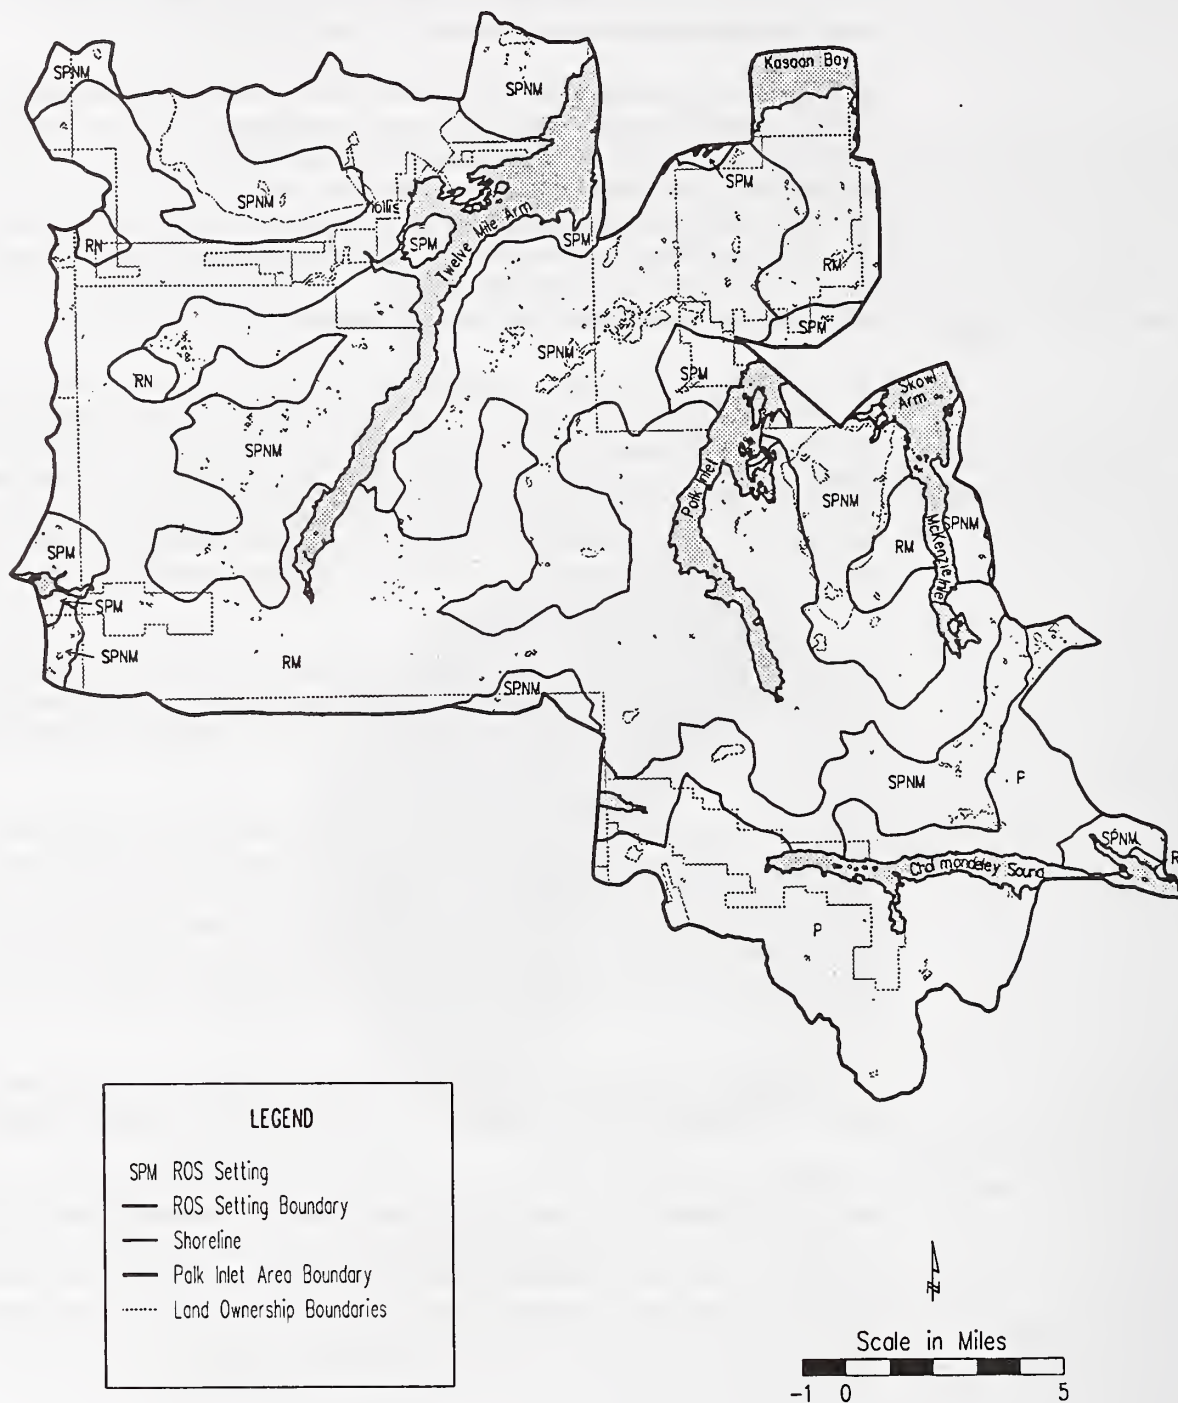 Kasaan Bay
SPNM
SPNM
SPM
SPNM
Hollis
Twelve Mile Arm
SPM
SPM
RN
RM
SPM
SPNM
SPM
RN
Skowl
Arm
SPNM
Polk Inlet
SPNM
McKenzie Inlet
SPNM
RM
SPM
SPM
SPNM
RM
SPNM
SPNM
P
SPNM
R
Cholmondeley Sound
P
LEGEND
SPM ROS Setting
ROS Setting Boundary
Shoreline
Polk Inlet Area Boundary
Land Ownership Boundaries
N
Scale in Miles
-1 0 5